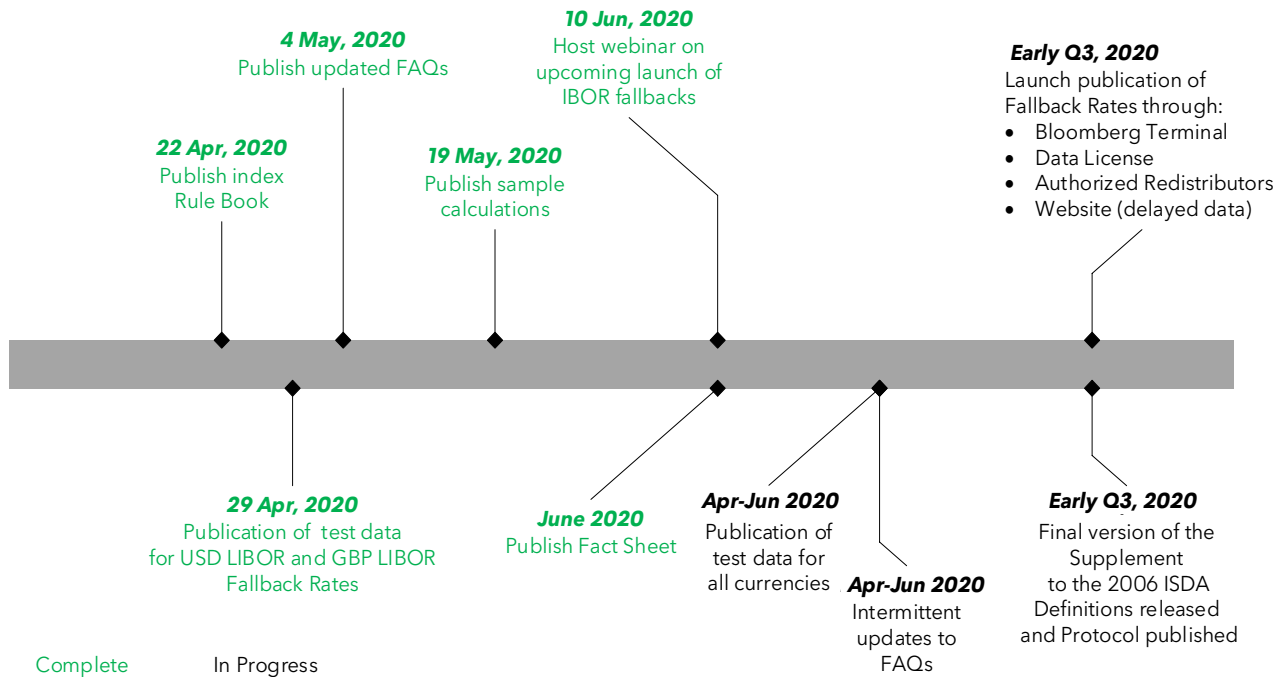 4 May, 2020
Publish updated FAQs
10 Jun, 2020
Host webinar on
upcoming launch of
IBOR fallbacks
Early Q3, 2020
Launch publication of
Fallback Rates through:
• Bloomberg Terminal
• Data License
• Authorized Redistributors
• Website (delayed data)
22 Apr, 2020
Publish index
Rule Book
19 May, 2020
Publish sample
calculations
29 Apr, 2020
Publication of test data
for USD LIBOR and GBP LIBOR
Fallback Rates
June 2020
Publish Fact Sheet
Apr-Jun 2020
Publication of
test data for
all currencies
Apr-Jun 2020
Intermittent
updates to
FAQs
Early Q3, 2020
Final version of the
Supplement
to the 2006 ISDA
Definitions released
and Protocol published
Complete
In Progress